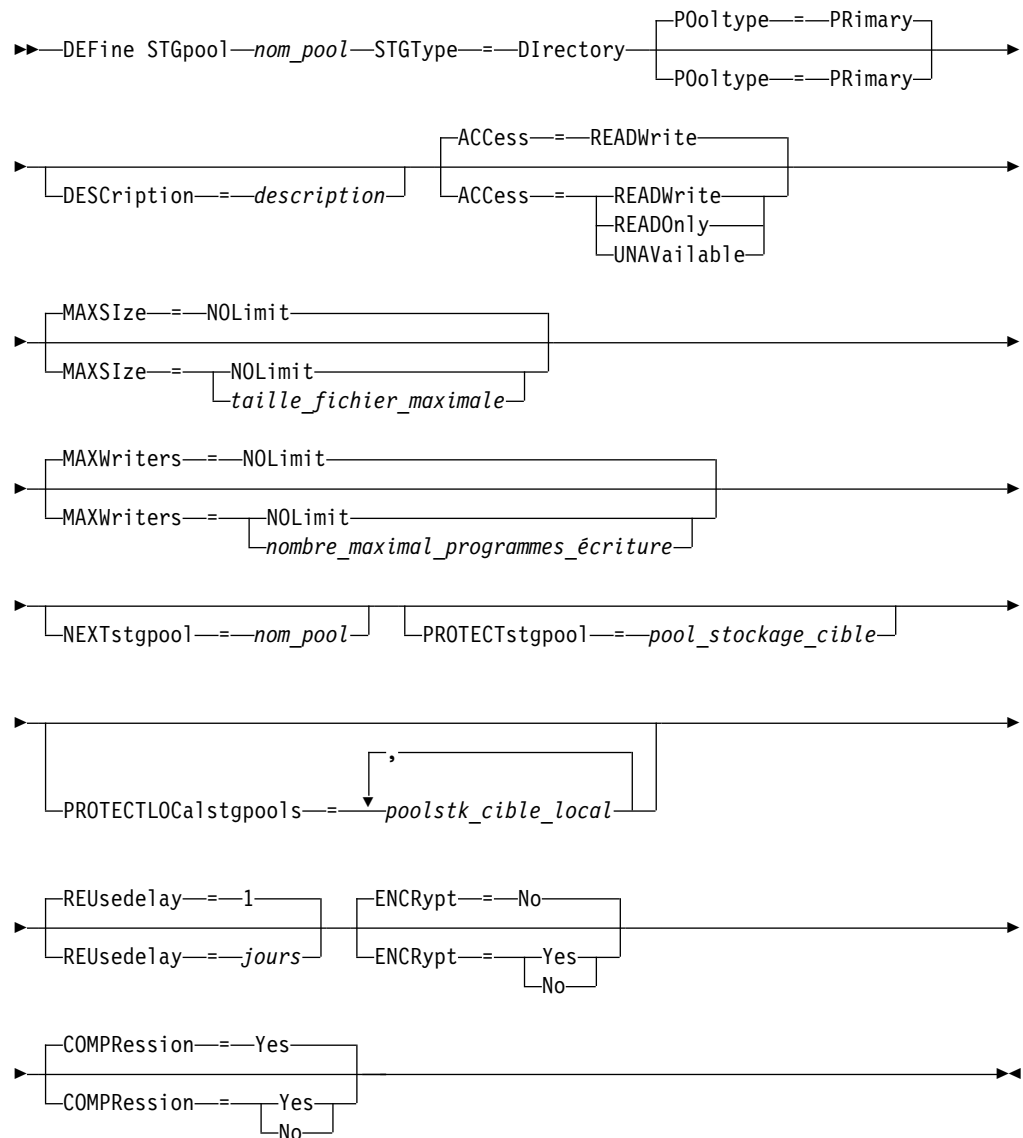 POoltype = PRimary
DEFine STGpool nom_pool STGType = DIrectory
POoltype = PRimary
ACCess = READWrite
DESCription = description
ACCess = READWrite
READOnly
UNAVailable
MAXSIze = NOLimit
MAXSIze = NOLimit
taille_fichier_maximale
MAXWriters = NOLimit
MAXWriters = NOLimit
nombre_maximal_programmes_écriture
NEXTstgpool = nom_pool
PROTECTstgpool = pool_stockage_cible
,
PROTECTLOCalstgpools = poolstk_cible_local
REUsedelay = 1
ENCRypt = No
REUsedelay = jours
ENCRypt = Yes
No
COMPRession = Yes
COMPRession = Yes
No